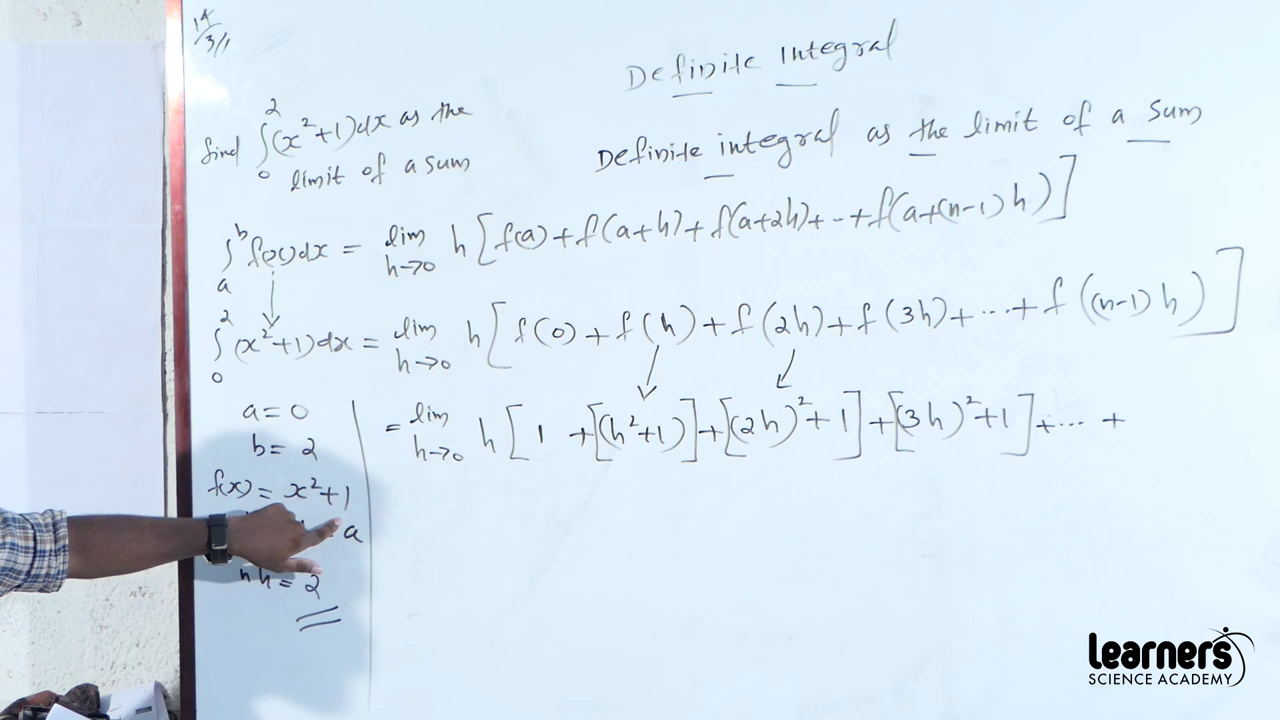 14/3/1
Definite Integral
find ∫₀² (x²+1)dx as the
limit of a sum
Definite integral as the limit of a sum
∫ₐᵇ f(x)dx = lim h→0 h[f(a)+f(a+h)+f(a+2h)+--+f(a+(n-1)h)]
∫₀² (x²+1)dx = lim h→0 h[f(0)+f(h)+f(2h)+f(3h)+---+f((n-1)h)]
= lim h→0 h[1 +[(h²+1)]+[(2h)²+1]+[(3h)²+1]+--- +
a=0
b=2
f(x)= x²+1
a
nh=2
Learners
SCIENCE ACADEMY